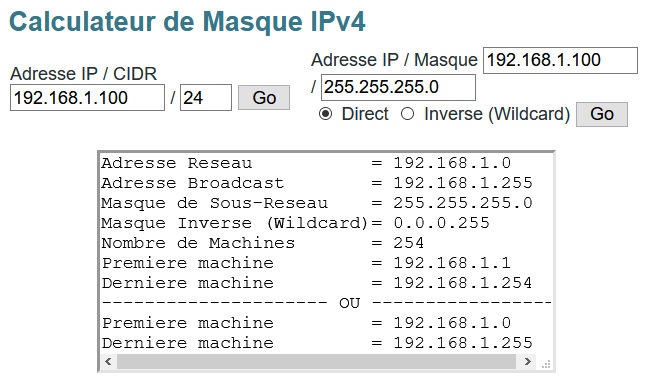 Calculateur de Masque IPv4
Adresse IP / CIDR
192.168.1.100 / 24 Go
Adresse IP / Masque 192.168.1.100
/ 255.255.255.0
Direct Inverse (Wildcard) Go
Adresse Reseau = 192.168.1.0
Adresse Broadcast = 192.168.1.255
Masque de Sous-Reseau = 255.255.255.0
Masque Inverse (Wildcard)= 0.0.0.255
Nombre de Machines = 254
Premiere machine = 192.168.1.1
Derniere machine = 192.168.1.254
--------------------- OU -----------------
Premiere machine = 192.168.1.0
Derniere machine = 192.168.1.255